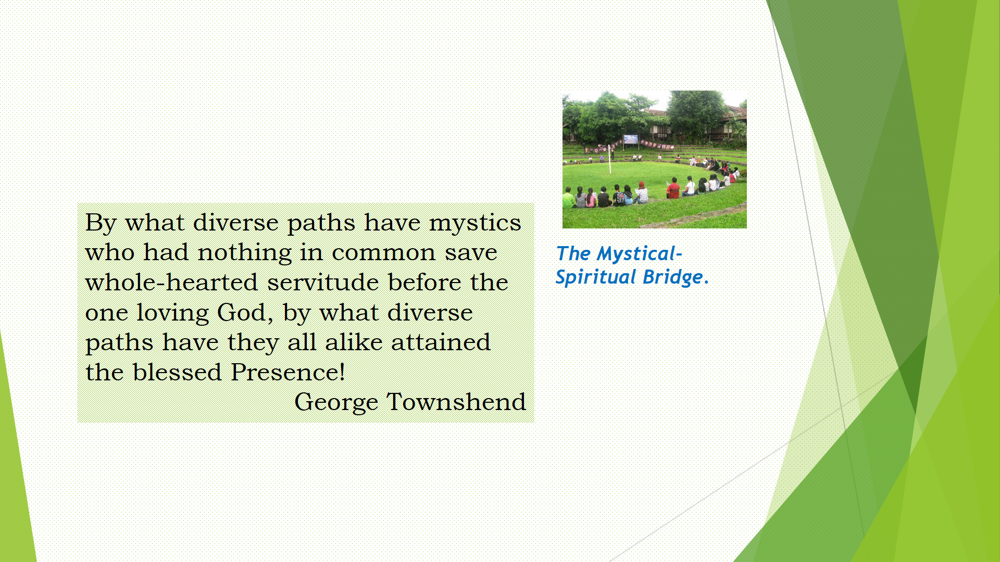 By what diverse paths have mystics
who had nothing in common save
whole-hearted servitude before the
one loving God, by what diverse
paths have they all alike attained
the blessed Presence!
George Townshend
The Mystical-
Spiritual Bridge.